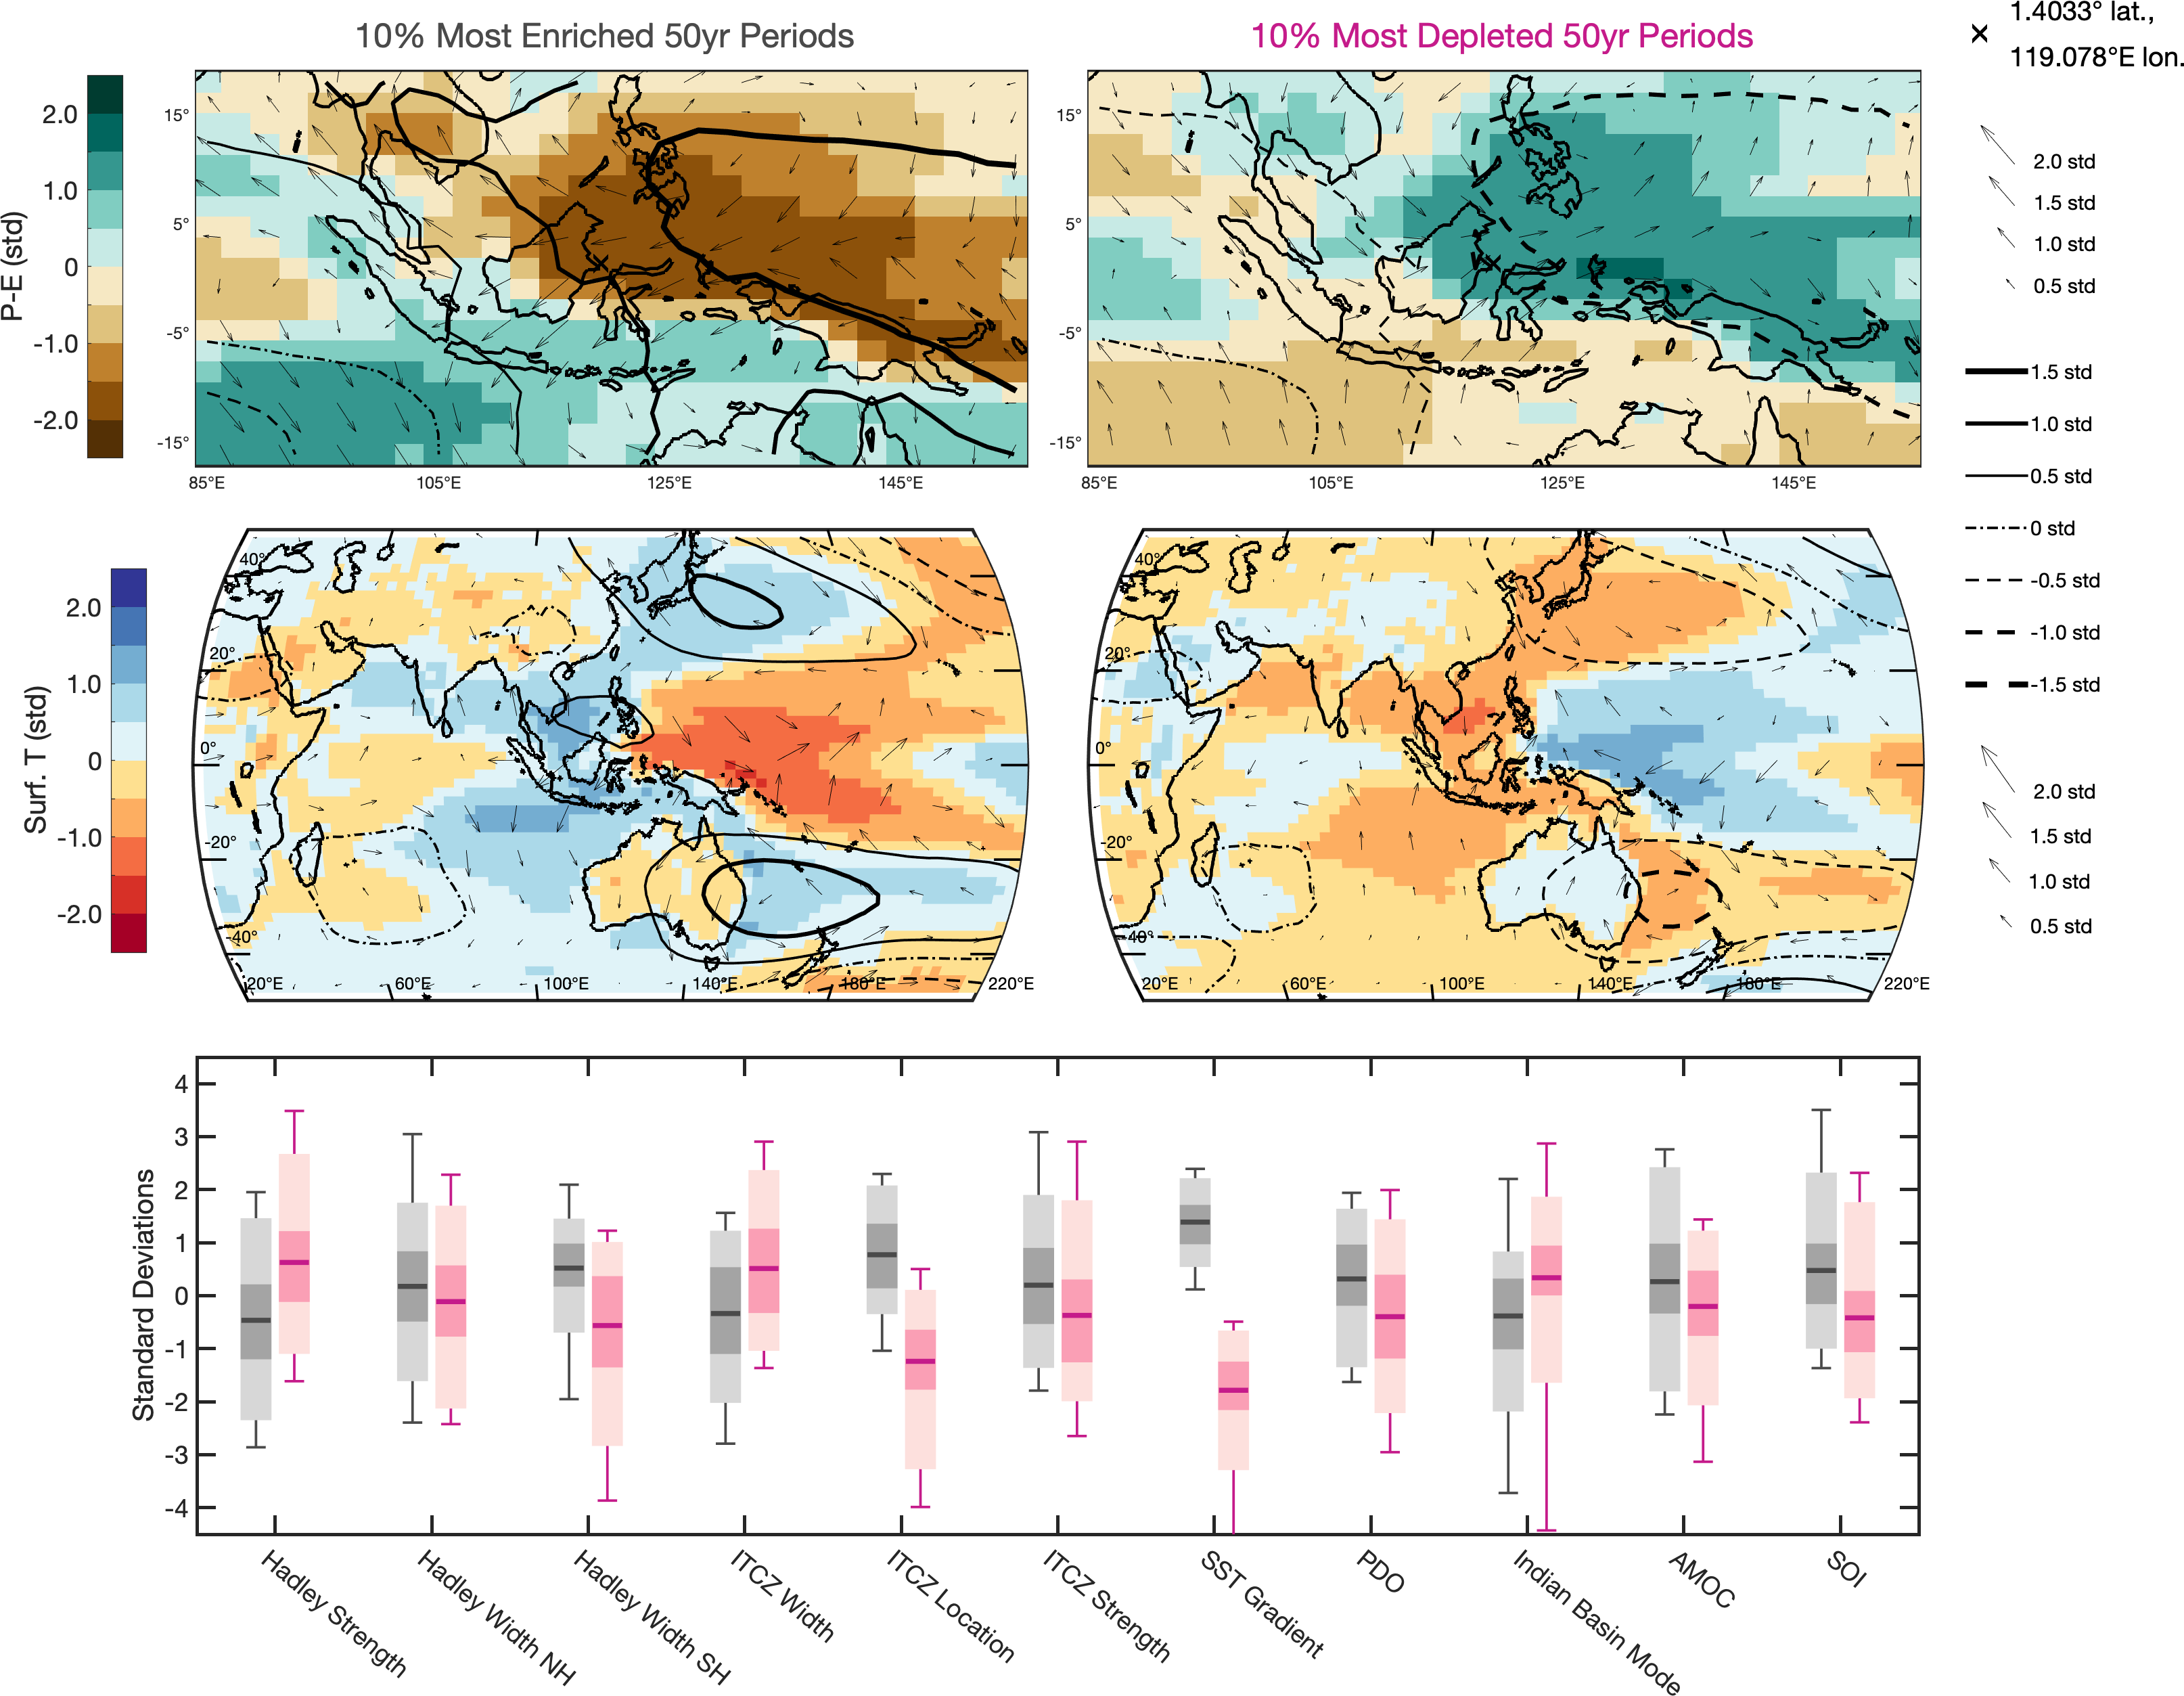 10% Most Enriched 50yr Periods
10% Most Depleted 50yr Periods
× 1.4033° lat.,
119.078°E lon.
P-E (std)
2.0
1.0
0
-1.0
-2.0
15°
5°
-5°
-15°
85°E 105°E 125°E 145°E
15°
5°
-5°
-15°
85°E 105°E 125°E 145°E
2.0 std
1.5 std
1.0 std
0.5 std
1.5 std
1.0 std
0.5 std
0 std
-0.5 std
-1.0 std
-1.5 std
Surf. T (std)
2.0
1.0
0
-1.0
-2.0
40°
20°
0°
-20°
-40°
20°E 60°E 100°E 140°E 180°E 220°E
40°
20°
0°
-20°
-40°
20°E 60°E 100°E 140°E 180°E 220°E
2.0 std
1.5 std
1.0 std
0.5 std
Standard Deviations
4
3
2
1
0
-1
-2
-3
-4
Hadley Strength
Hadley Width NH
Hadley Width SH
ITCZ Width
ITCZ Location
ITCZ Strength
SST Gradient
PDO
Indian Basin Mode
AMOC
SOI